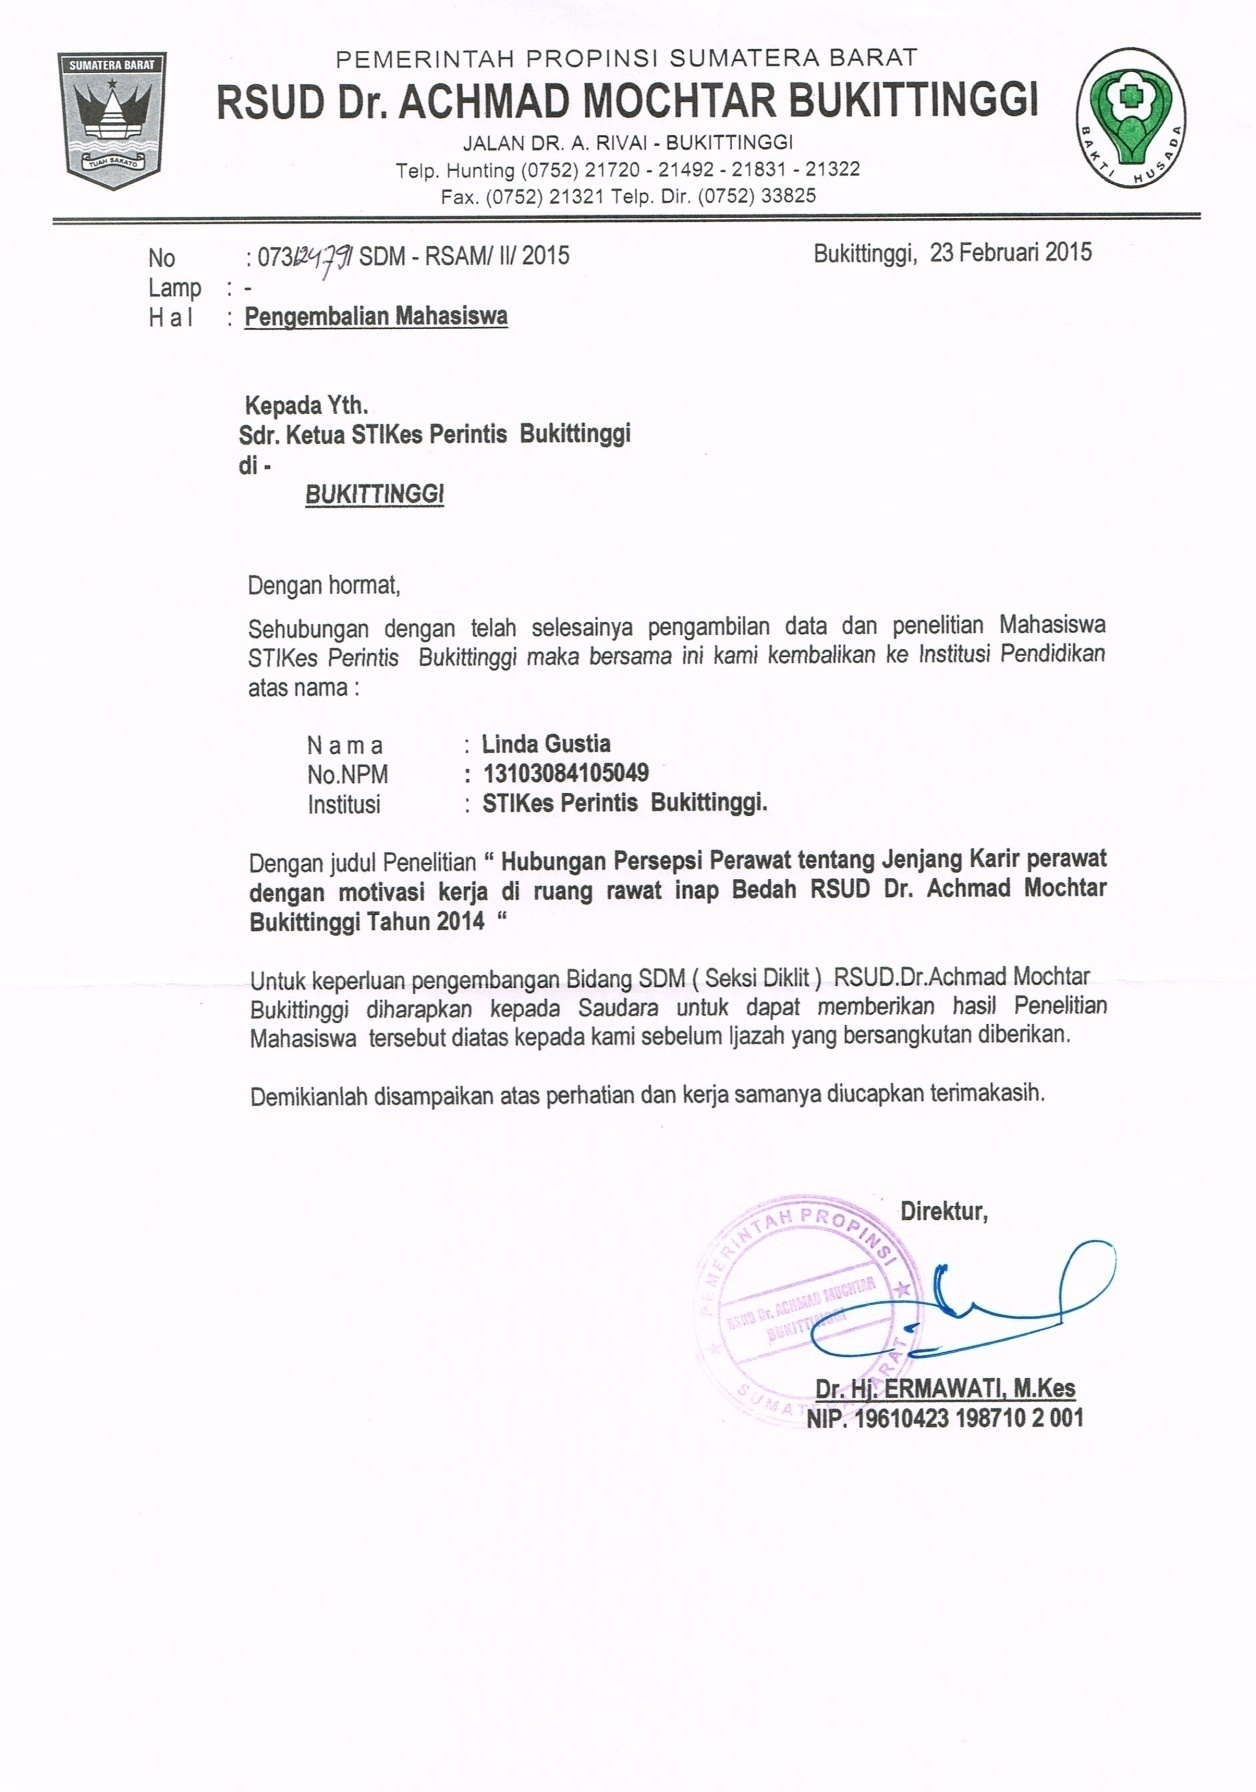 SUMATERA BARAT
TUAH SAKATO
PEMERINTAH PROPINSI SUMATERA BARAT
RSUD Dr. ACHMAD MOCHTAR BUKITTINGGI
JALAN DR. A. RIVAI - BUKITTINGGI
Telp. Hunting (0752) 21720 - 21492 - 21831 - 21322
Fax. (0752) 21321 Telp. Dir. (0752) 33825
BAKTI HUSADA
No : 073 SDM - RSAM/ II/ 2015
Bukittinggi, 23 Februari 2015
Lamp : -
H a l : Pengembalian Mahasiswa
Kepada Yth.
Sdr. Ketua STIKes Perintis Bukittinggi
di -
BUKITTINGGI
Dengan hormat,
Sehubungan dengan telah selesainya pengambilan data dan penelitian Mahasiswa
STIKes Perintis Bukittinggi maka bersama ini kami kembalikan ke Institusi Pendidikan
atas nama :
N a m a : Linda Gustia
No.NPM : 13103084105049
Institusi : STIKes Perintis Bukittinggi.
Dengan judul Penelitian “ Hubungan Persepsi Perawat tentang Jenjang Karir perawat
dengan motivasi kerja di ruang rawat inap Bedah RSUD Dr. Achmad Mochtar
Bukittinggi Tahun 2014 “
Untuk keperluan pengembangan Bidang SDM ( Seksi Diklit ) RSUD.Dr.Achmad Mochtar
Bukittinggi diharapkan kepada Saudara untuk dapat memberikan hasil Penelitian
Mahasiswa tersebut diatas kepada kami sebelum Ijazah yang bersangkutan diberikan.
Demikianlah disampaikan atas perhatian dan kerja samanya diucapkan terimakasih.
Direktur,
PEMERINTAH PROPINSI
RSUD Dr. ACHMAD MUCHTAR
BUKITTINGGI
SUMATERA BARAT
Dr. Hj. ERMAWATI, M.Kes
NIP. 19610423 198710 2 001